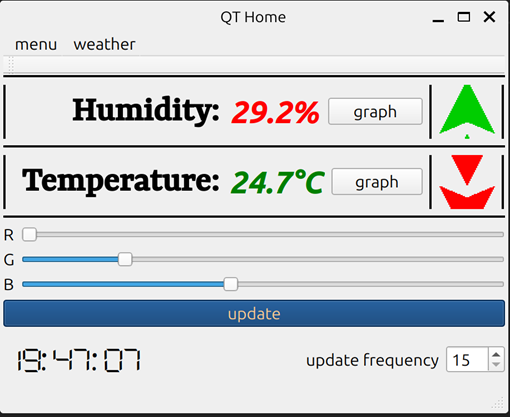 QT Home
menu weather
Humidity: 29.2% graph
Temperature: 24.7°C graph
R
G
B
update
19:47:07 update frequency 15